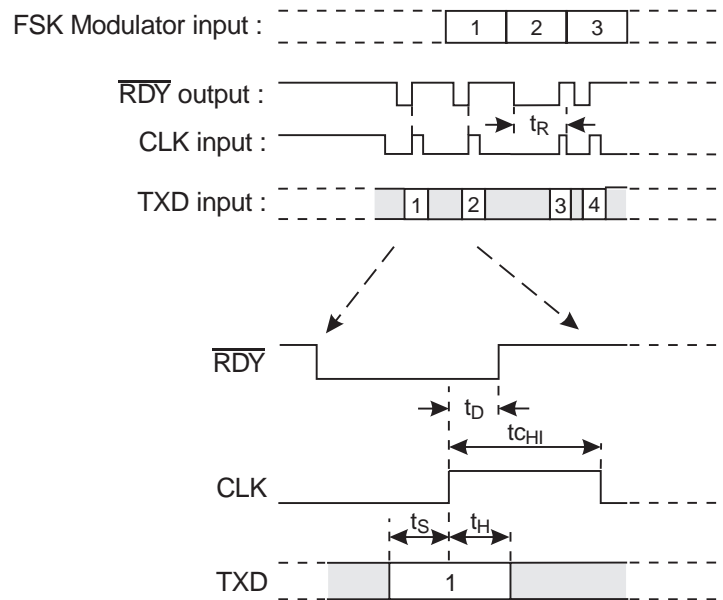 FSK Modulator input :
1 2 3
RDY output :
tR
CLK input :
TXD input :
1 2 3 4
RDY
tD
tcHI
CLK
tS tH
TXD
1